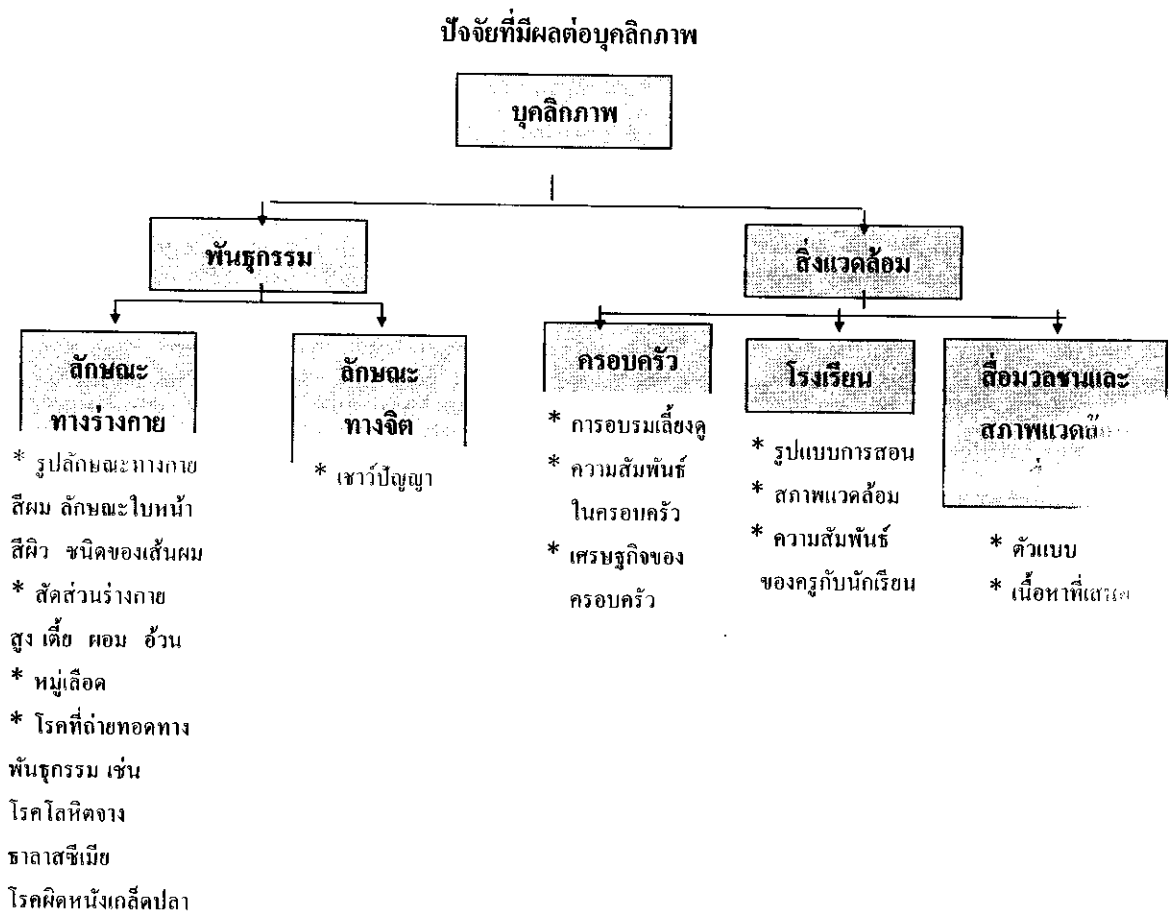 ปัจจัยที่มีผลต่อบุคลิกภาพ
บุคลิกภาพ
พันธุกรรม
สิ่งแวดล้อม
ลักษณะ
ทางร่างกาย
* รูปลักษณะทางกาย
สีผม ลักษณะใบหน้า
สีผิว ชนิดของเส้นผม
* สัดส่วนร่างกาย
สูง เตี้ย ผอม อ้วน
* หมู่เลือด
* โรคที่ถ่ายทอดทาง
พันธุกรรม เช่น
โรคโลหิตจาง
ธาลาสซีเมีย
โรคผิดหนังเกล็ดปลา
ลักษณะ
ทางจิต
* เชาว์ปัญญา
ครอบครัว
* การอบรมเลี้ยงดู
* ความสัมพันธ์
ในครอบครัว
* เศรษฐกิจของ
ครอบครัว
โรงเรียน
* รูปแบบการสอน
* สภาพแวดล้อม
* ความสัมพันธ์
ของครูกับนักเรียน
สื่อมวลชนและ
* ตัวแบบ